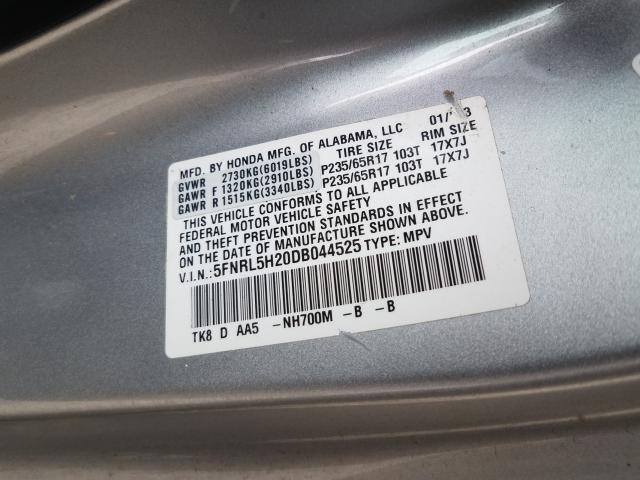 MFD. BY HONDA MFG. OF ALABAMA, LLC
TIRE SIZE RIM SIZE
GVWR 2730KG(6019LBS)
GAWR F 1320KG(2910LBS) P235/65R17 103T 17X7J
GAWR R 1515KG(3340LBS) P235/65R17 103T 17X7J
THIS VEHICLE CONFORMS TO ALL APPLICABLE
FEDERAL MOTOR VEHICLE SAFETY
AND THEFT PREVENTION STANDARDS IN EFFECT
ON THE DATE OF MANUFACTURE SHOWN ABOVE.
V.I.N.: 5FNRL5H20DB044525 TYPE: MPV
TK8 D AA5 -NH700M -B -B